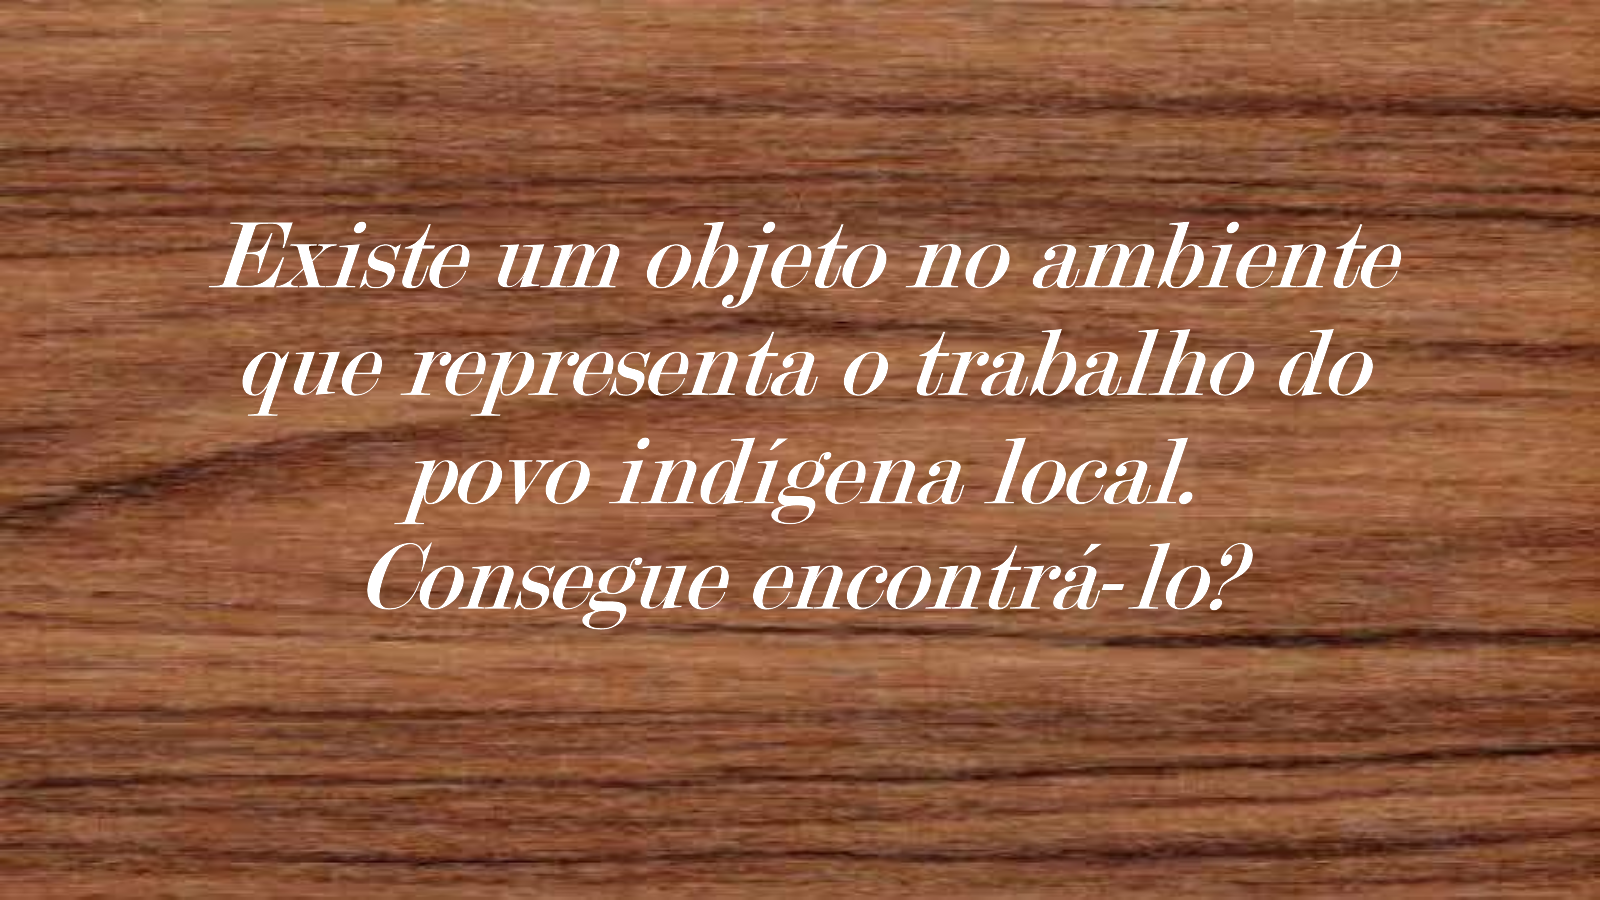 Existe um objeto no ambiente
que representa o trabalho do
povo indígena local.
Consegue encontrá-lo?